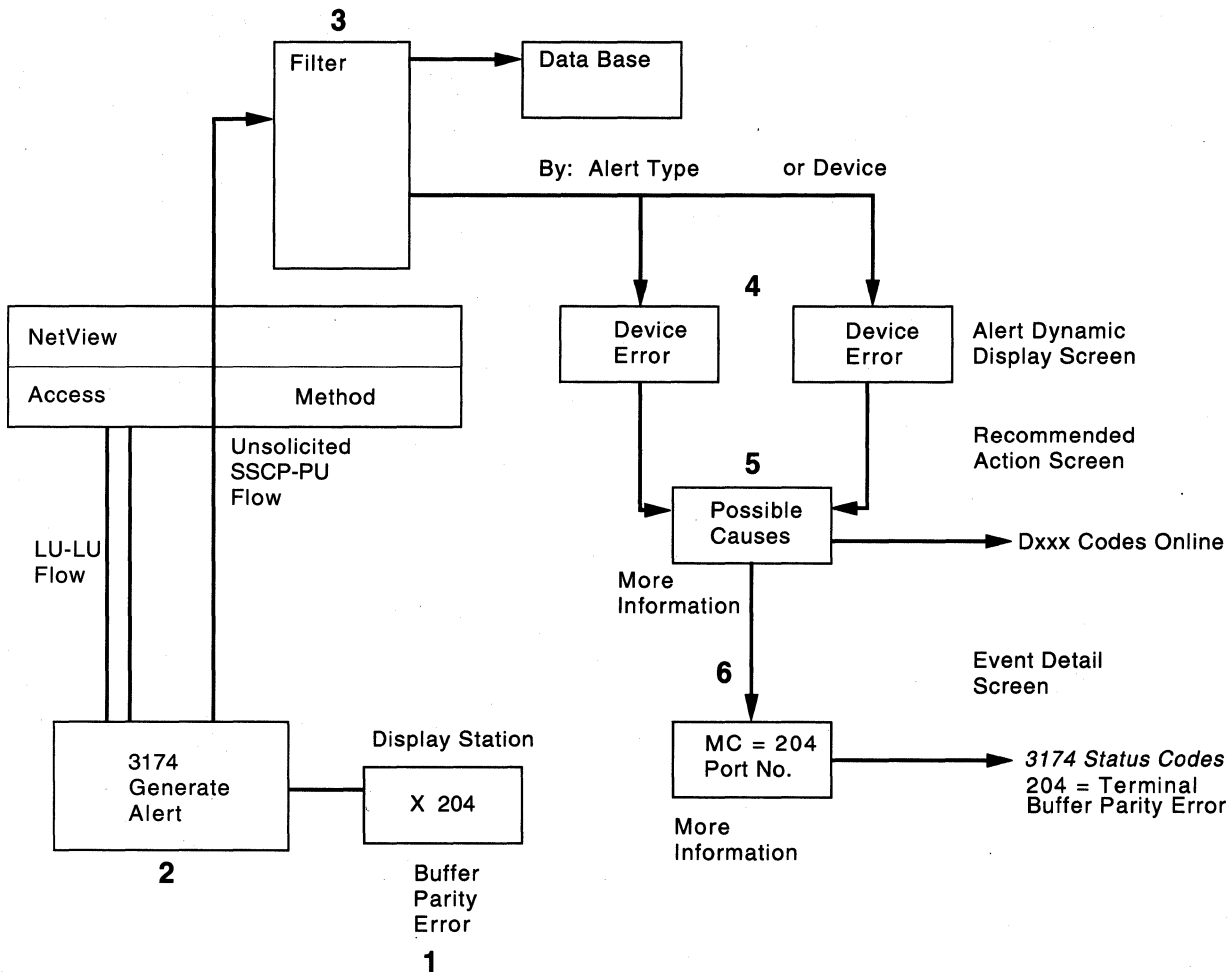 3
Filter
Data Base
By: Alert Type
or Device
4
Device
Error
Device
Error
Alert Dynamic
Display Screen
NetView
Access
Method
Unsolicited
SSCP-PU
Flow
LU-LU
Flow
Recommended
Action Screen
5
Possible
Causes
Dxxx Codes Online
More
Information
6
Event Detail
Screen
MC = 204
Port No.
3174 Status Codes
204 = Terminal
Buffer Parity Error
More
Information
3174
Generate
Alert
2
Display Station
X 204
Buffer
Parity
Error
1